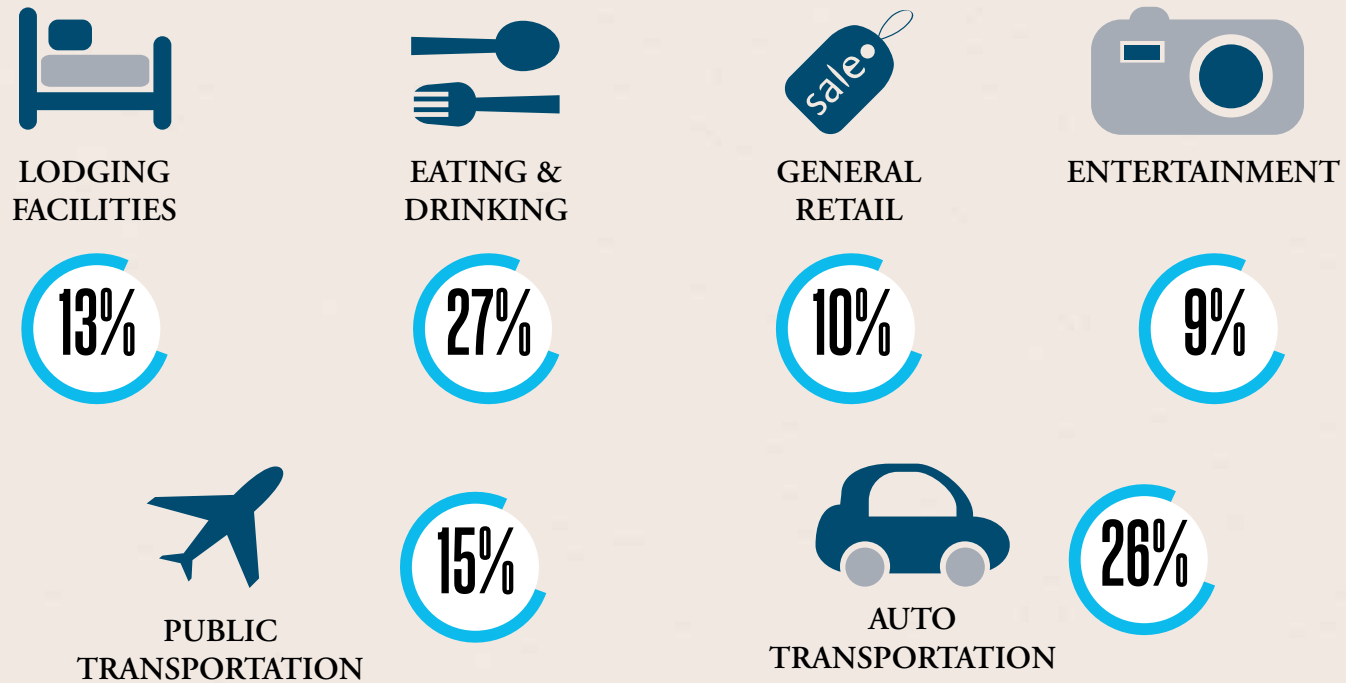 sale
LODGING
FACILITIES
13%
EATING &
DRINKING
27%
GENERAL
RETAIL
10%
ENTERTAINMENT
9%
PUBLIC
TRANSPORTATION
15%
AUTO
TRANSPORTATION
26%